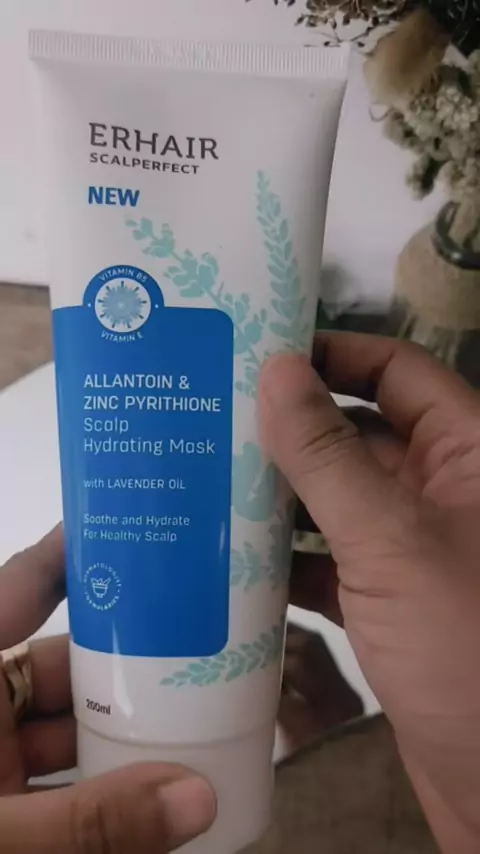 ERHAIR
SCALPERFECT
NEW
VITAMIN B5
VITAMIN E
ALLANTOIN &
ZINC PYRITHIONE
Scalp
Hydrating Mask
with LAVENDER OIL
Soothe and Hydrate
For Healthy Scalp
200ml